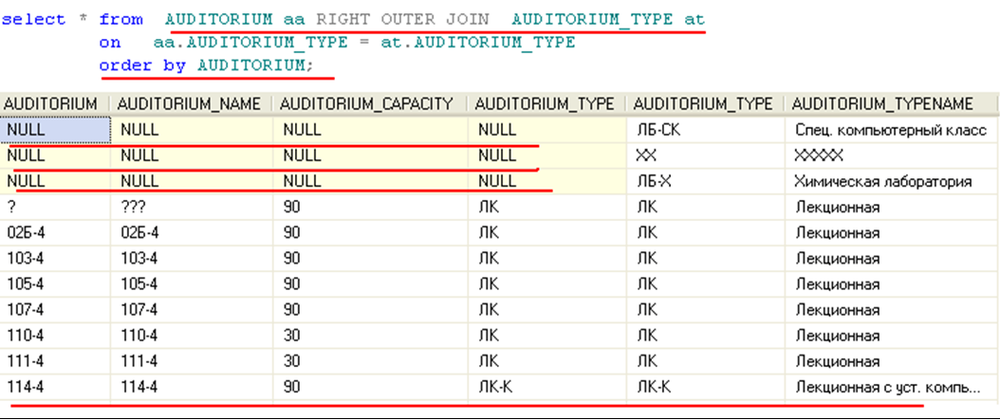 select * from AUDITORIUM aa RIGHT OUTER JOIN AUDITORIUM_TYPE at
on aa.AUDITORIUM_TYPE = at.AUDITORIUM_TYPE
order by AUDITORIUM;
AUDITORIUM AUDITORIUM_NAME AUDITORIUM_CAPACITY AUDITORIUM_TYPE AUDITORIUM_TYPE AUDITORIUM_TYPENAME
NULL NULL NULL NULL ЛБ-СК Спец. компьютерный класс
NULL NULL NULL NULL XX XXXXX
NULL NULL NULL NULL ЛБ-Х Химическая лаборатория
? ??? 90 ЛК ЛК Лекционная
02Б-4 02Б-4 90 ЛК ЛК Лекционная
103-4 103-4 90 ЛК ЛК Лекционная
105-4 105-4 90 ЛК ЛК Лекционная
107-4 107-4 90 ЛК ЛК Лекционная
110-4 110-4 30 ЛК ЛК Лекционная
111-4 111-4 30 ЛК ЛК Лекционная
114-4 114-4 90 ЛК-К ЛК-К Лекционная с уст. компь...